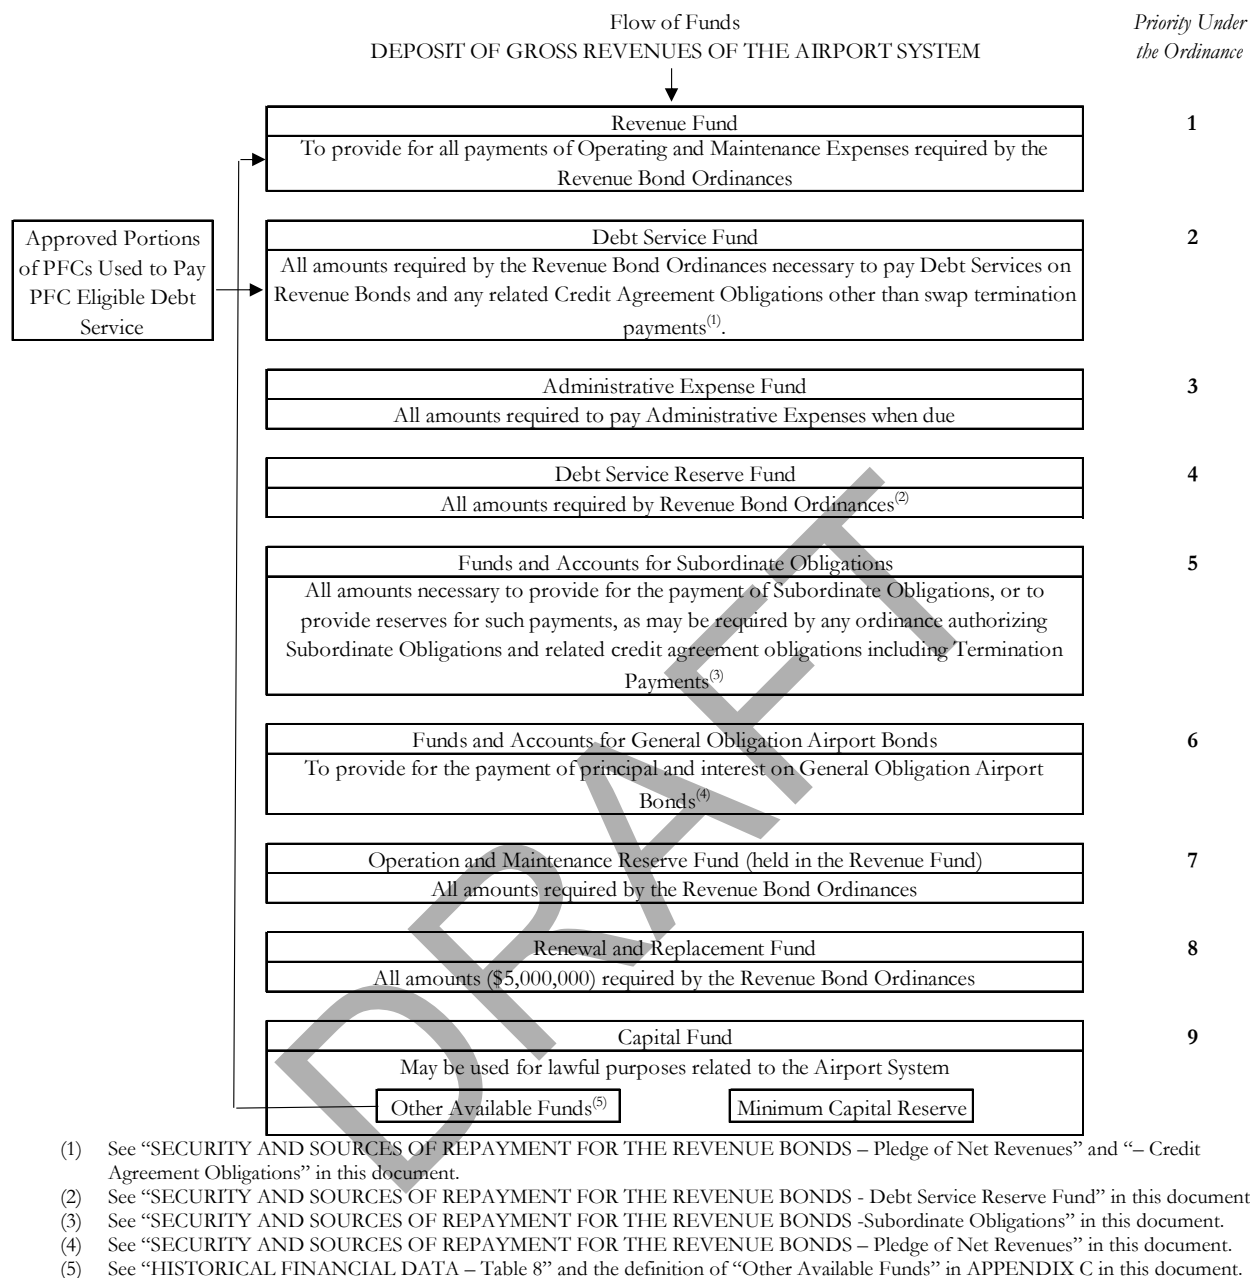 Flow of Funds
DEPOSIT OF GROSS REVENUES OF THE AIRPORT SYSTEM
Priority Under
the Ordinance
Revenue Fund
1
To provide for all payments of Operating and Maintenance Expenses required by the
Revenue Bond Ordinances
Approved Portions
of PFCs Used to Pay
PFC Eligible Debt
Service
Debt Service Fund
2
All amounts required by the Revenue Bond Ordinances necessary to pay Debt Services on
Revenue Bonds and any related Credit Agreement Obligations other than swap termination
payments(1).
Administrative Expense Fund
3
All amounts required to pay Administrative Expenses when due
Debt Service Reserve Fund
4
All amounts required by Revenue Bond Ordinances(2)
Funds and Accounts for Subordinate Obligations
5
All amounts necessary to provide for the payment of Subordinate Obligations, or to
provide reserves for such payments, as may be required by any ordinance authorizing
Subordinate Obligations and related credit agreement obligations including Termination
Payments(3)
Funds and Accounts for General Obligation Airport Bonds
6
To provide for the payment of principal and interest on General Obligation Airport
Bonds(4)
Operation and Maintenance Reserve Fund (held in the Revenue Fund)
7
All amounts required by the Revenue Bond Ordinances
Renewal and Replacement Fund
8
All amounts ($5,000,000) required by the Revenue Bond Ordinances
Capital Fund
9
May be used for lawful purposes related to the Airport System
Other Available Funds(5)
Minimum Capital Reserve
(1) See “SECURITY AND SOURCES OF REPAYMENT FOR THE REVENUE BONDS – Pledge of Net Revenues” and “– Credit
Agreement Obligations” in this document.
(2) See “SECURITY AND SOURCES OF REPAYMENT FOR THE REVENUE BONDS - Debt Service Reserve Fund” in this document
(3) See “SECURITY AND SOURCES OF REPAYMENT FOR THE REVENUE BONDS -Subordinate Obligations” in this document.
(4) See “SECURITY AND SOURCES OF REPAYMENT FOR THE REVENUE BONDS – Pledge of Net Revenues” in this document.
(5) See “HISTORICAL FINANCIAL DATA – Table 8” and the definition of “Other Available Funds” in APPENDIX C in this document.
DRAFT